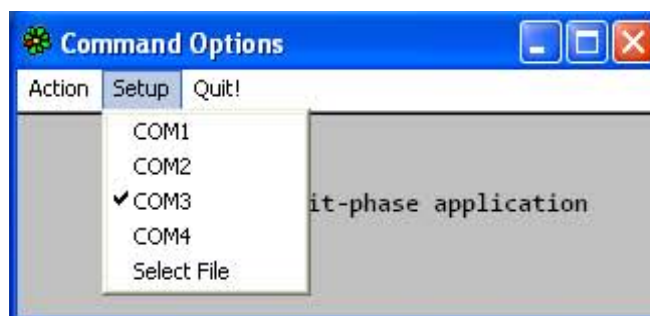 Command Options
Action Setup Quit!
COM1
COM2
COM3
it-phase application
COM4
Select File